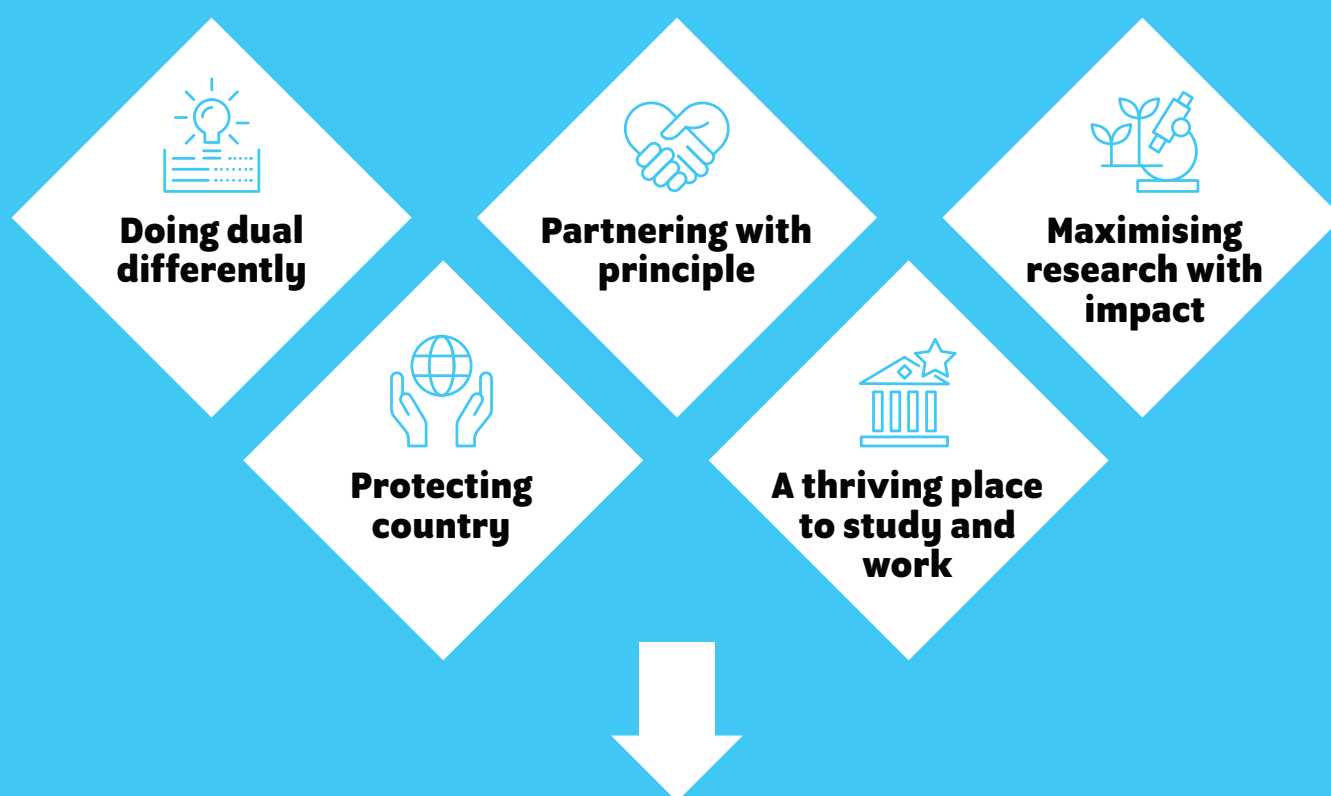 Doing dual
differently
Partnering with
principle
Maximising
research with
impact
Protecting
country
A thriving place
to study and
work